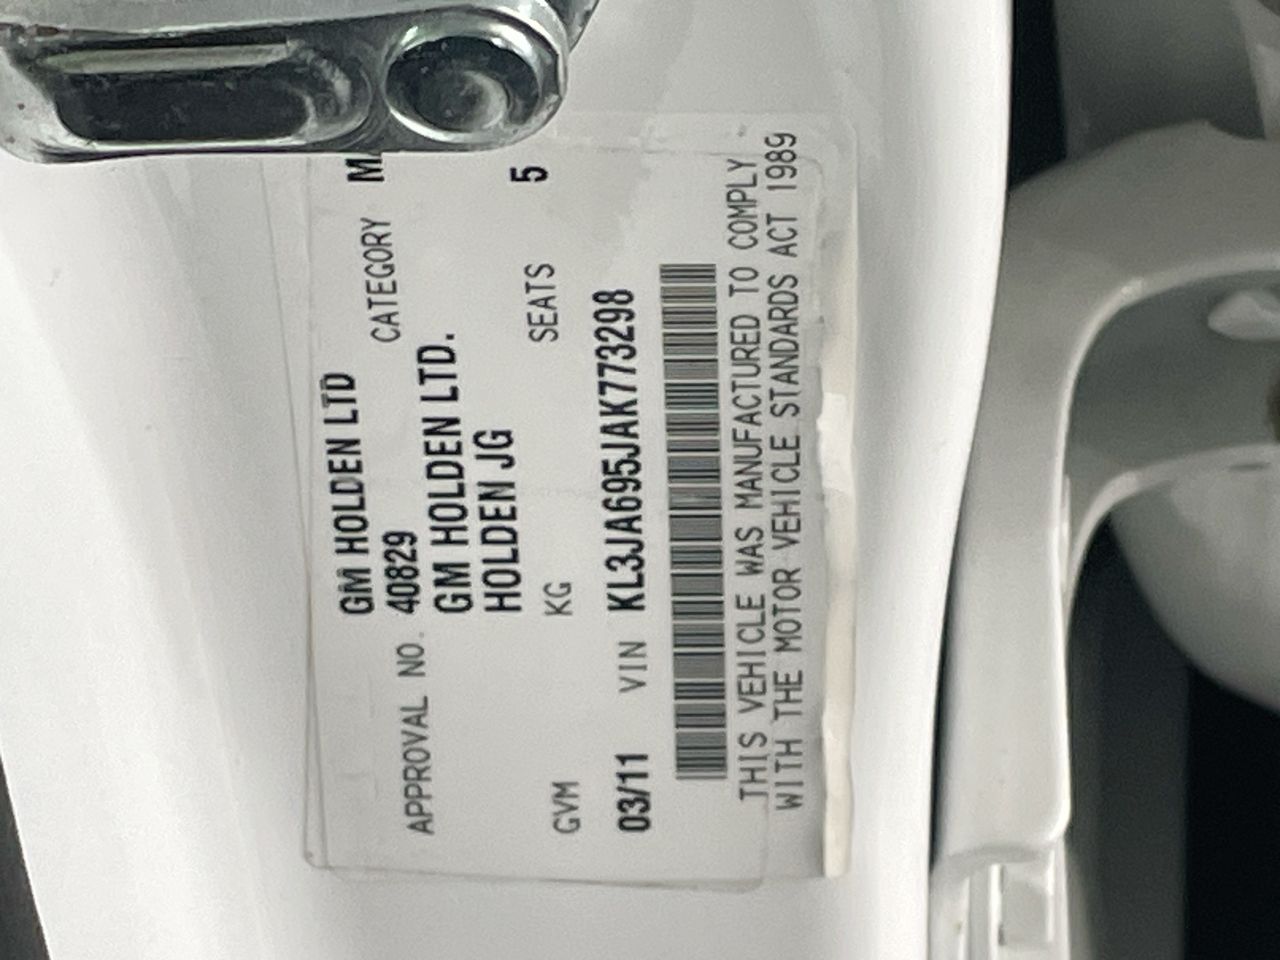 GM HOLDEN LTD
APPROVAL NO. 40829 CATEGORY
GM HOLDEN LTD.
HOLDEN JG
GVM KG SEATS 5
03/11 VIN KL3JA695JAK773298
THIS VEHICLE WAS MANUFACTURED TO COMPLY
WITH THE MOTOR VEHICLE STANDARDS ACT 1989